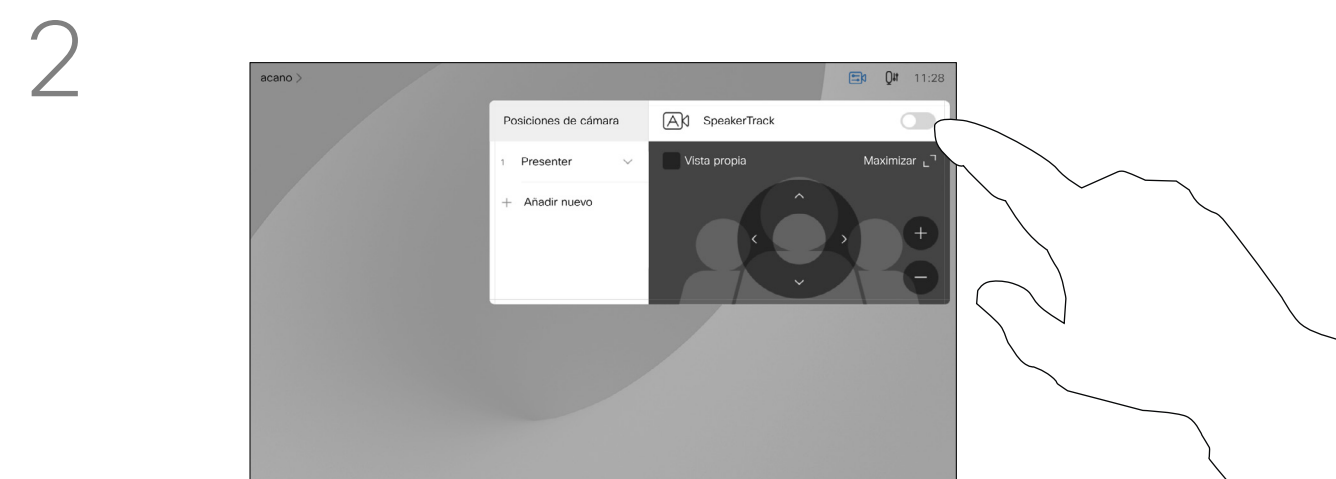 2
acano >
11:28
Posiciones de cámara
SpeakerTrack
1 Presenter
Vista propia
Maximizar
+ Añadir nuevo